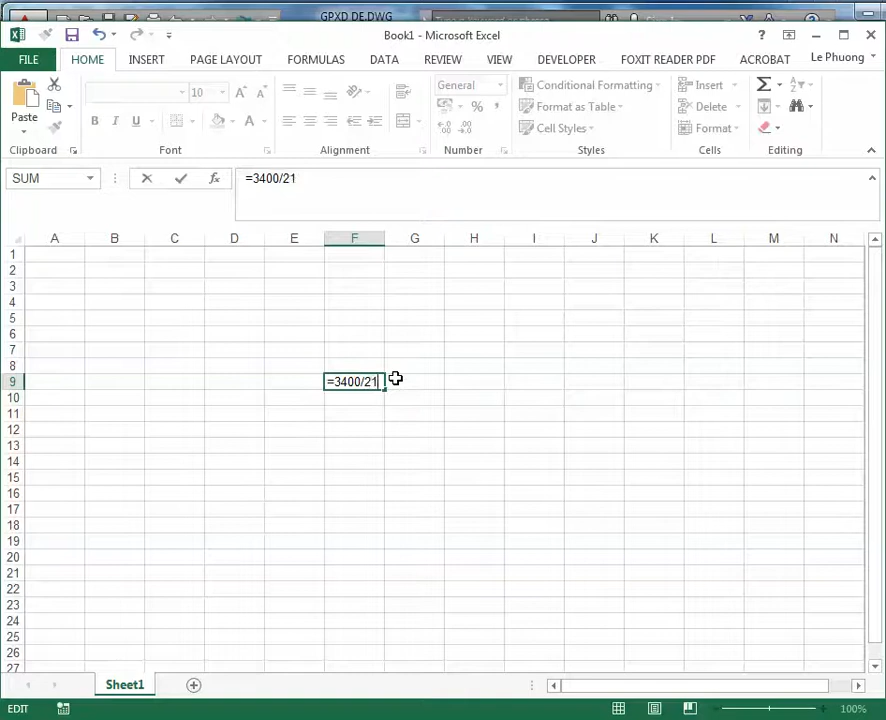 GPXD DE.DWG
Book1 - Microsoft Excel
FILE HOME INSERT PAGE LAYOUT FORMULAS DATA REVIEW VIEW DEVELOPER FOXIT READER PDF ACROBAT Le Phuong
Paste
10
B I U
General
%
Conditional Formatting
Format as Table
Cell Styles
Insert
Delete
Format
Clipboard Font Alignment Number Styles Cells Editing
SUM =3400/21
A B C D E F G H I J K L M N
1
2
3
4
5
6
7
8
9 =3400/21
10
11
12
13
14
15
16
17
18
19
20
21
22
23
24
25
26
27
Sheet1
EDIT 100%